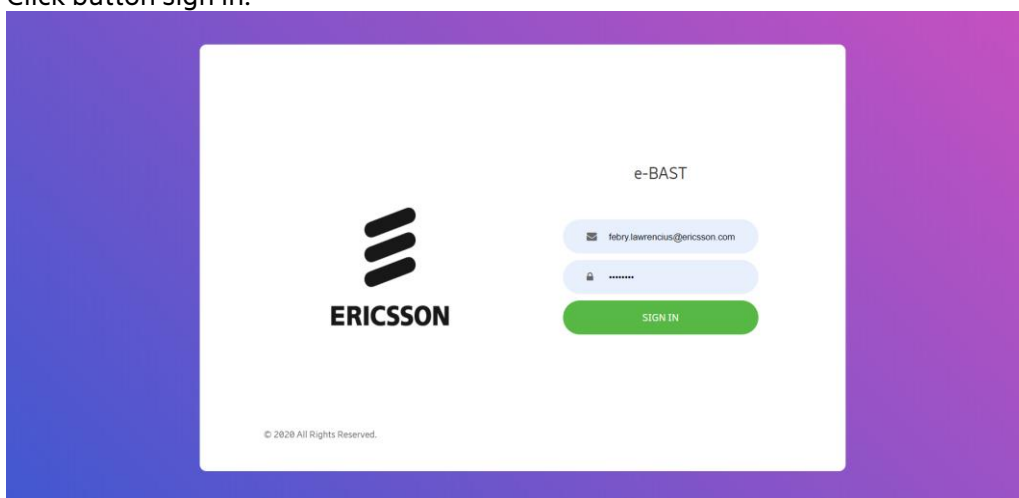 Click button sign in.
e-BAST
febry.lawrencius@ericsson.com
••••••••
SIGN IN
ERICSSON
© 2020 All Rights Reserved.